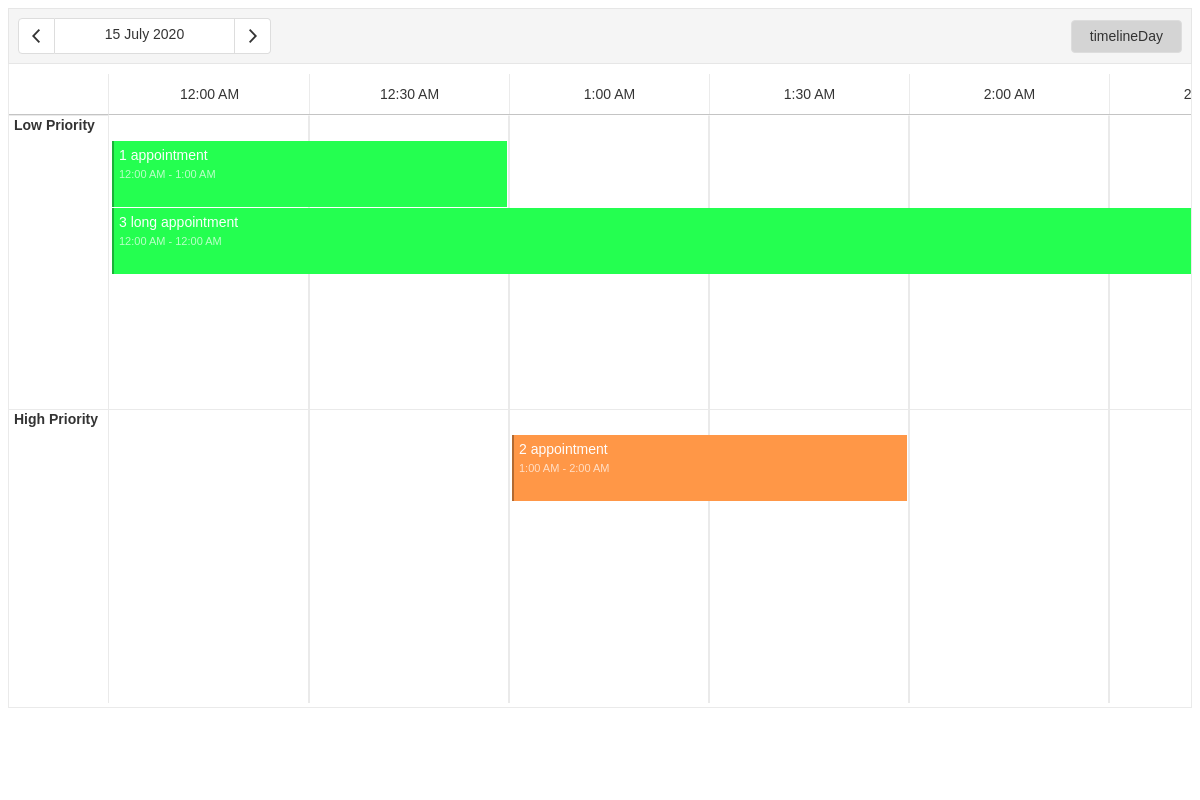 15 July 2020
timelineDay
12:00 AM
12:30 AM
1:00 AM
1:30 AM
2:00 AM
2
Low Priority
1 appointment
12:00 AM - 1:00 AM
3 long appointment
12:00 AM - 12:00 AM
High Priority
2 appointment
1:00 AM - 2:00 AM